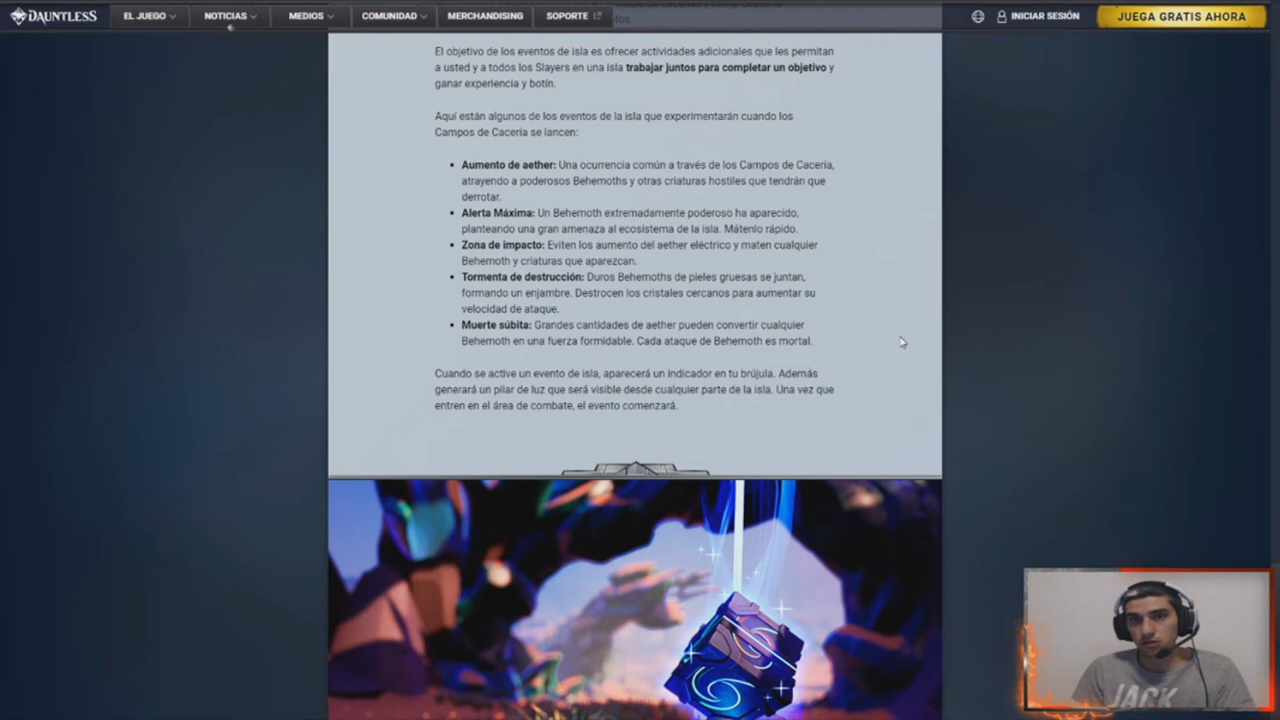 DAUNTLESS
EL JUEGO
NOTICIAS
MEDIOS
COMUNIDAD
MERCHANDISING
SOPORTE
INICIAR SESIÓN
JUEGA GRATIS AHORA
El objetivo de los eventos de isla es ofrecer actividades adicionales que les permitan
a usted y a todos los Slayers en una isla trabajar juntos para completar un objetivo y
ganar experiencia y botín.
Aquí están algunos de los eventos de la isla que experimentarán cuando los
Campos de Cacería se lancen:
• Aumento de aether: Una ocurrencia común a través de los Campos de Cacería,
atrayendo a poderosos Behemoths y otras criaturas hostiles que tendrán que
derrotar.
• Alerta Máxima: Un Behemoth extremadamente poderoso ha aparecido,
planteando una gran amenaza al ecosistema de la isla. Mátenlo rápido.
• Zona de impacto: Eviten los aumento del aether eléctrico y maten cualquier
Behemoth y criaturas que aparezcan.
• Tormenta de destrucción: Duros Behemoths de pieles gruesas se juntan,
formando un enjambre. Destrocen los cristales cercanos para aumentar su
velocidad de ataque.
• Muerte súbita: Grandes cantidades de aether pueden convertir cualquier
Behemoth en una fuerza formidable. Cada ataque de Behemoth es mortal.
Cuando se active un evento de isla, aparecerá un indicador en tu brújula. Además
generará un pilar de luz que será visible desde cualquier parte de la isla. Una vez que
entren en el área de combate, el evento comenzará.
JACK